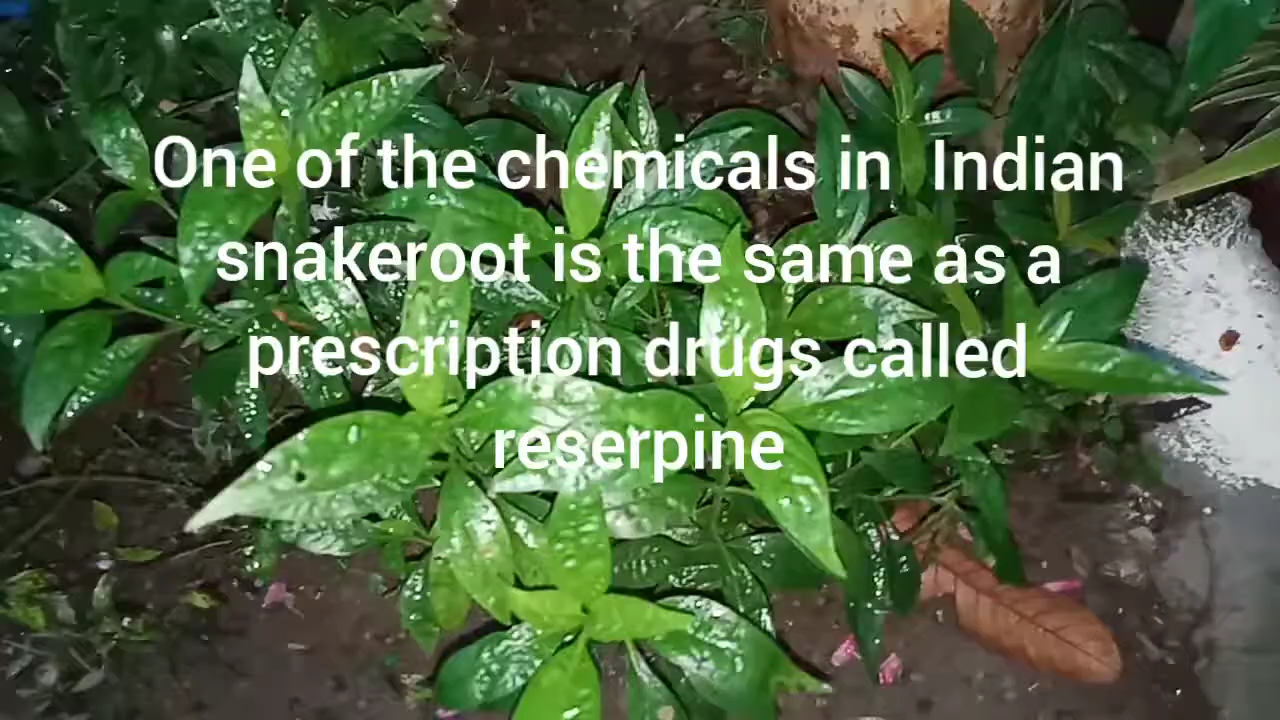 One of the chemicals in  Indian
snakeroot is the same as a
prescription drugs called
reserpine